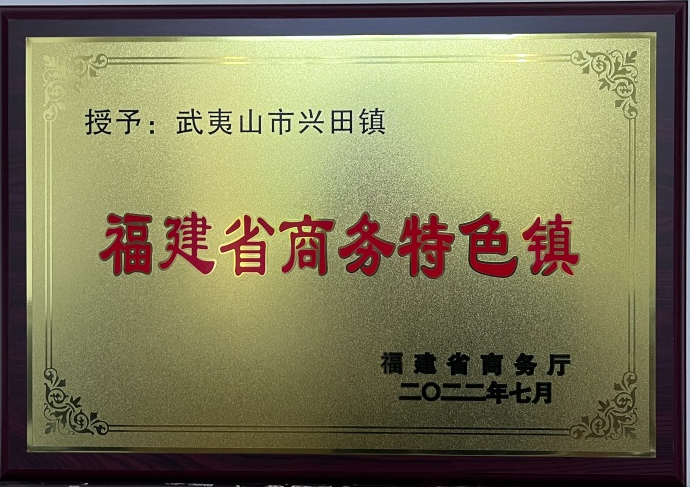 授予：武夷山市兴田镇
福建省商务特色镇
福建省商务厅
二〇二二年七月